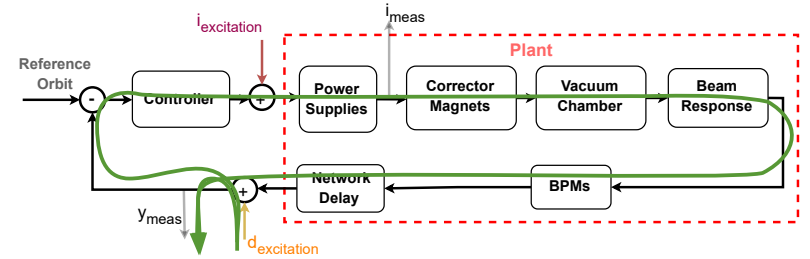 i_meas
i_excitation
Plant
Reference
Orbit
-
Controller
+
Power
Supplies
Corrector
Magnets
Vacuum
Chamber
Beam
Response
Network
Delay
BPMs
+
y_meas
d_excitation